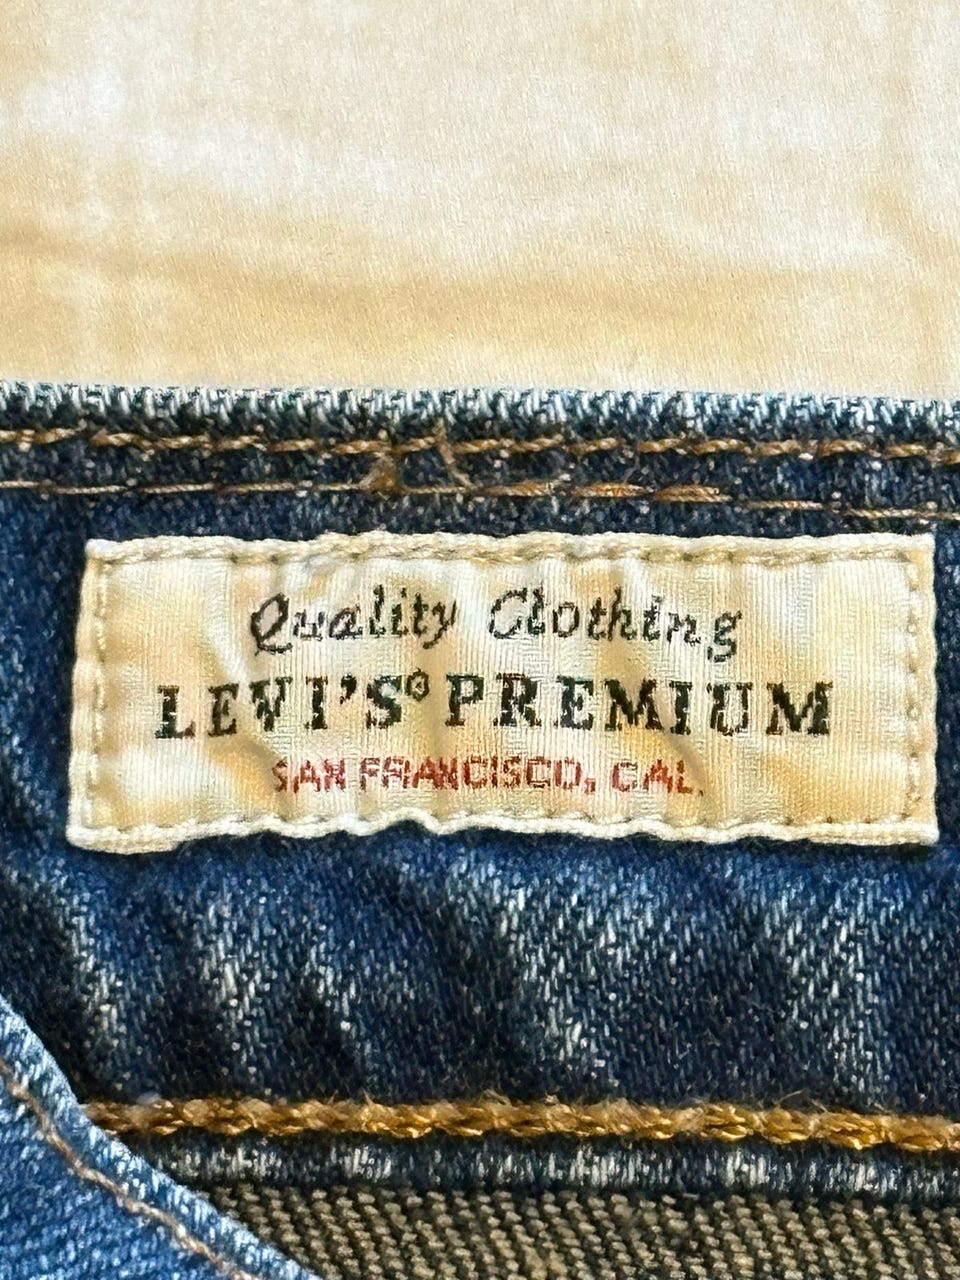 Quality Clothing
LEVI'S® PREMIUM
SAN FRANCISCO, CAL.